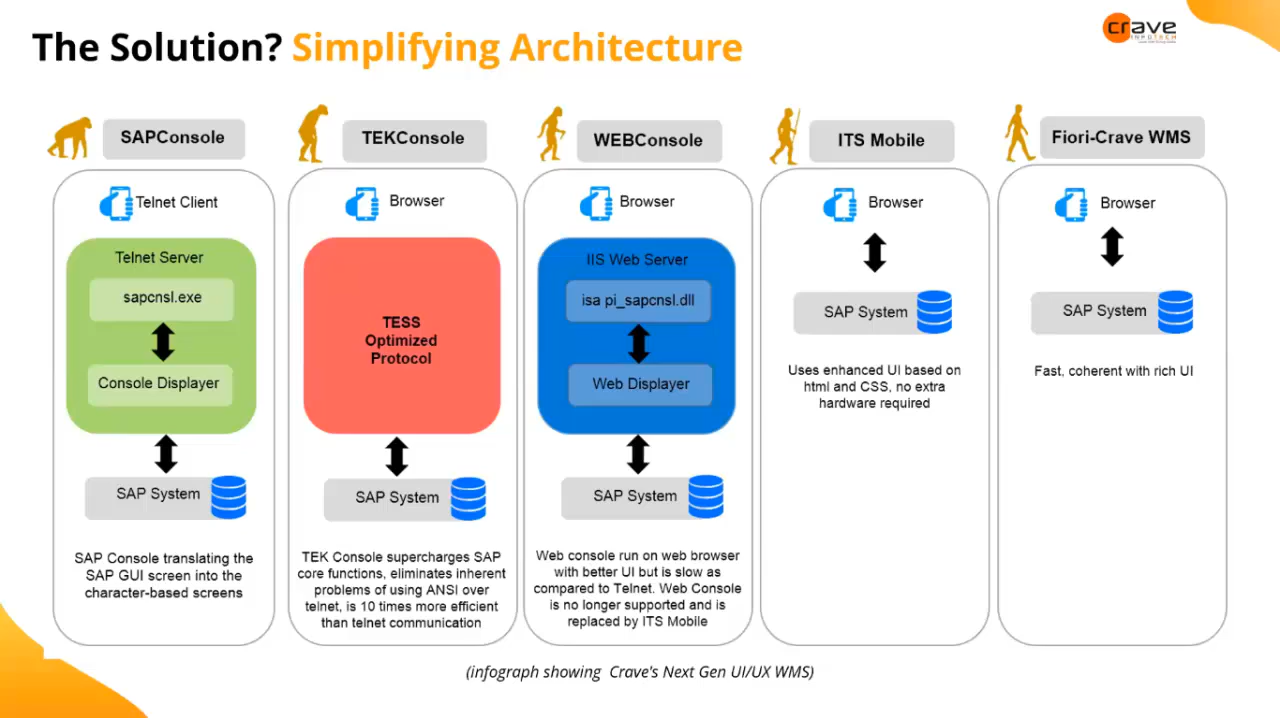 The Solution? Simplifying Architecture
crave
INFOTECH
SAPConsole
Telnet Client
Telnet Server
sapcnsl.exe
Console Displayer
SAP System
SAP Console translating the
SAP GUI screen into the
character-based screens
TEKConsole
Browser
TESS
Optimized
Protocol
SAP System
TEK Console supercharges SAP
core functions, eliminates inherent
problems of using ANSI over
telnet, is 10 times more efficient
than telnet communication
WEBConsole
Browser
IIS Web Server
isa pi_sapcnsl.dll
Web Displayer
SAP System
Web console run on web browser
with better UI but is slow as
compared to Telnet. Web Console
is no longer supported and is
replaced by ITS Mobile
ITS Mobile
Browser
SAP System
Uses enhanced UI based on
html and CSS, no extra
hardware required
Fiori-Crave WMS
Browser
SAP System
Fast, coherent with rich UI
(infograph showing Crave's Next Gen UI/UX WMS)